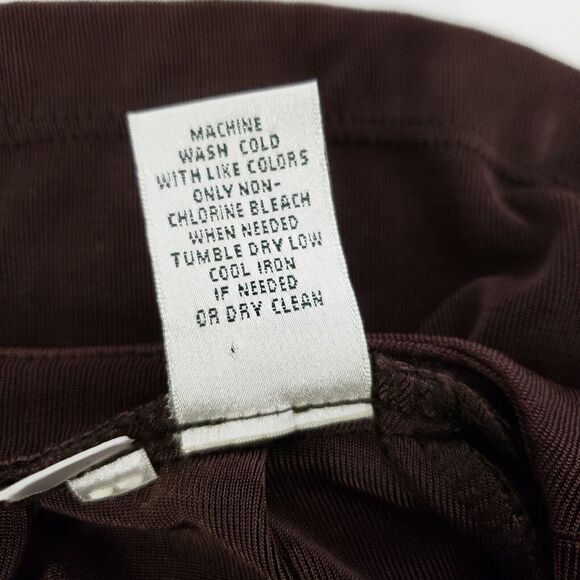 MACHINE
WASH COLD
WITH LIKE COLORS
ONLY NON-
CHLORINE BLEACH
WHEN NEEDED
TUMBLE DRY LOW
COOL IRON
IF NEEDED
OR DRY CLEAN